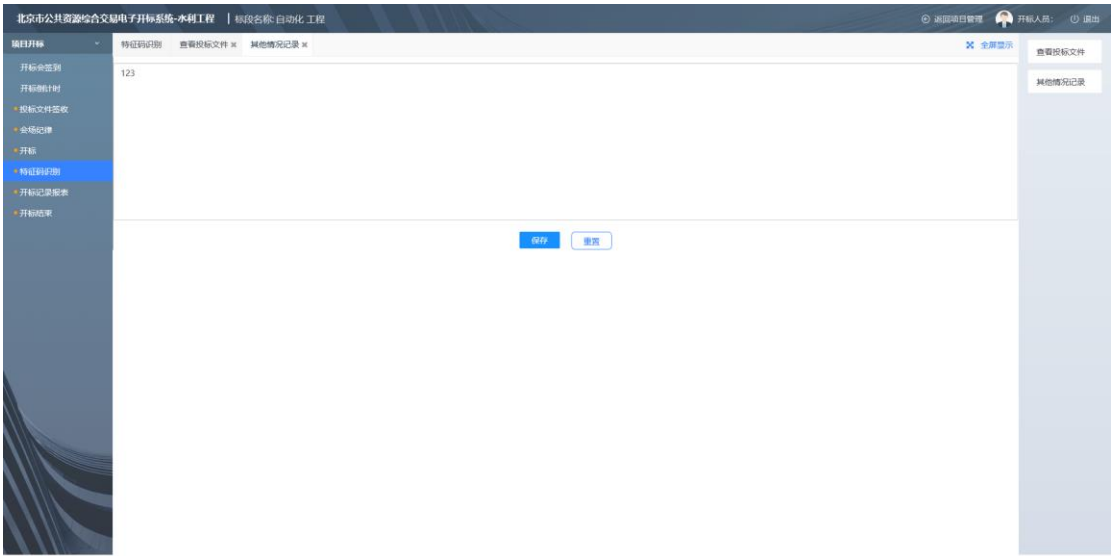 北京市公共资源综合交易电子开标系统-水利工程 | 标段名称: 自动化 工程 返回项目管理 开标人员: 退出
项目开标
开标会签到
开标倒计时
投标文件签收
会场纪律
开标
特征码识别
开标记录报表
开标结束
特征码识别 查看投标文件 × 其他情况记录 × 全屏显示
123
保存 重置
查看投标文件
其他情况记录